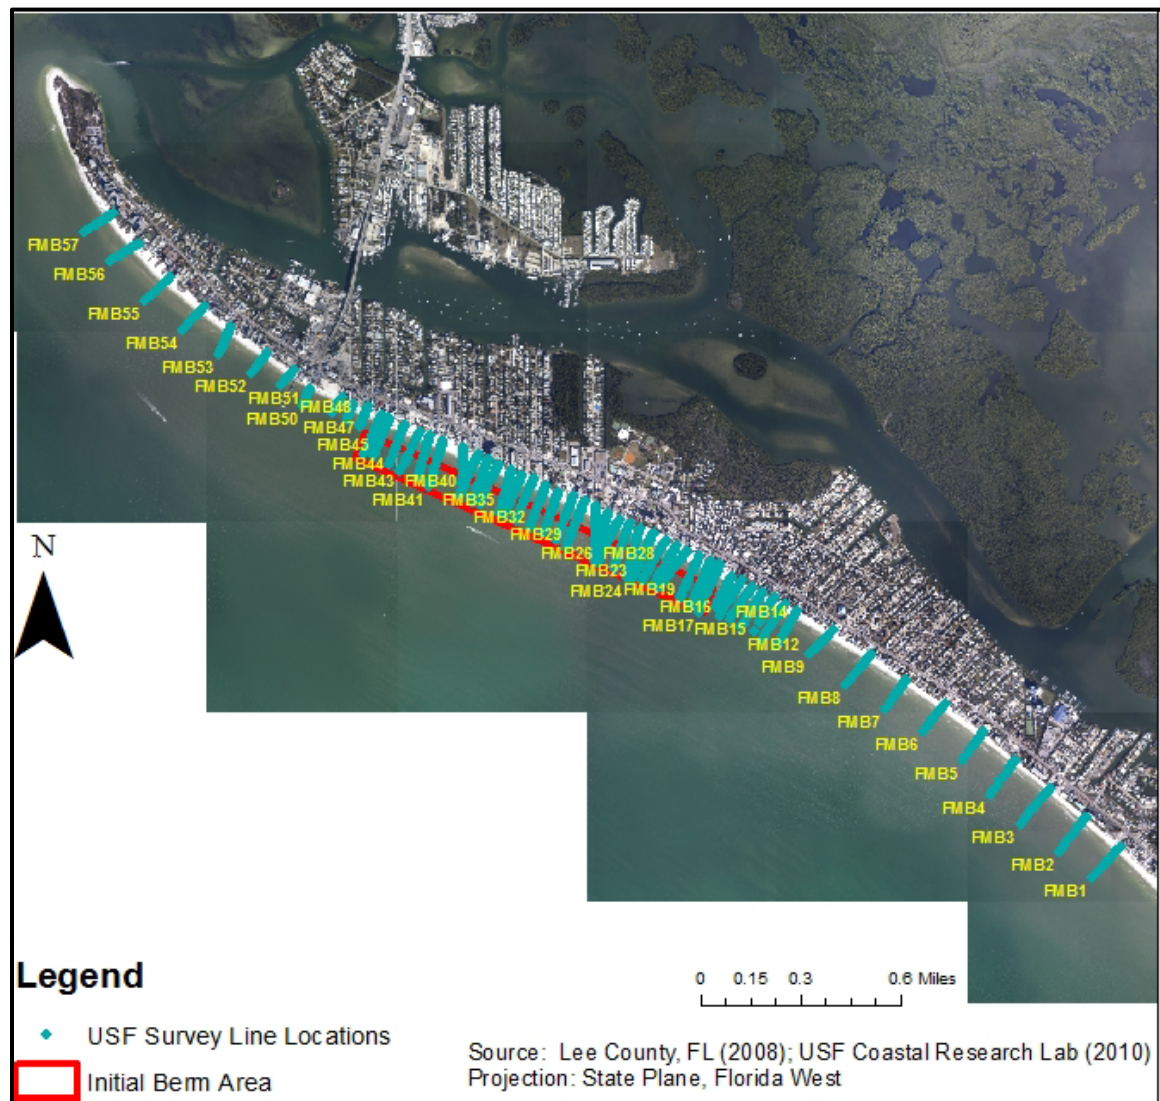 FMB57
FMB56
FMB55
FMB54
FMB53
FMB52
FMB51
FMB50
FMB48
FMB47
FMB45
FMB44
FMB43
FMB41
FMB40
FMB35
FMB32
FMB29
FMB26
FMB28
FMB23
FMB24
FMB19
FMB16
FMB17
FMB14
FMB15
FMB12
FMB9
FMB8
FMB7
FMB6
FMB5
FMB4
FMB3
FMB2
FMB1
N
Legend
USF Survey Line Locations
Initial Berm Area
0 0.15 0.3 0.6 Miles
Source: Lee County, FL (2008); USF Coastal Research Lab (2010)
Projection: State Plane, Florida West